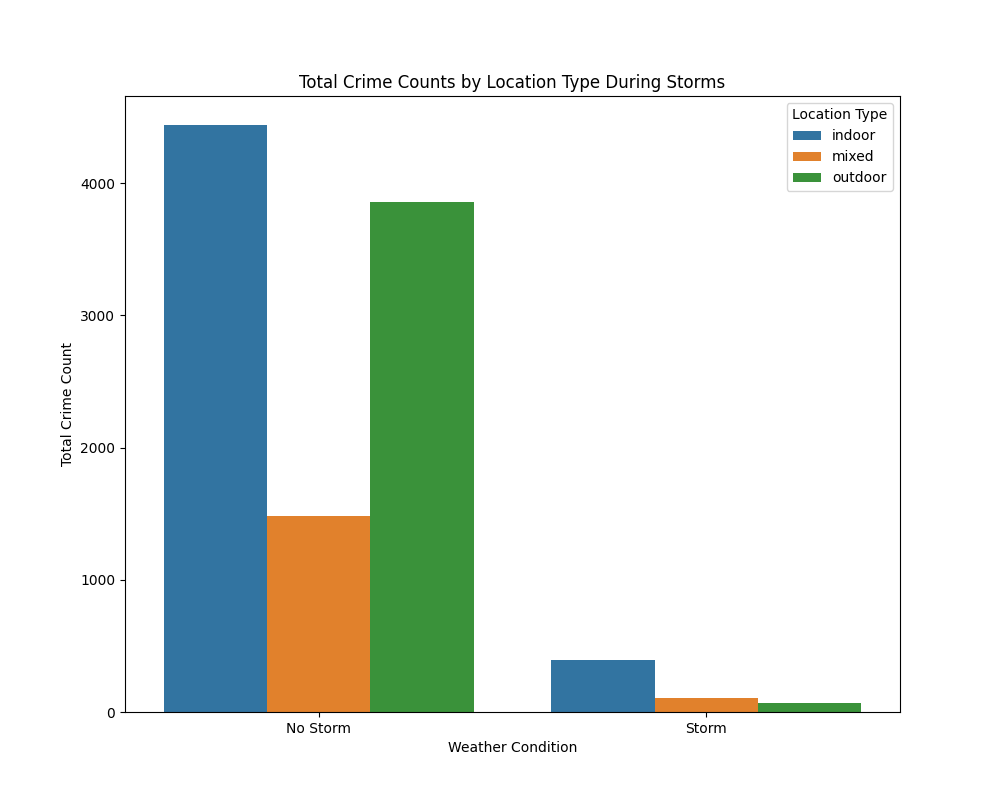 Total Crime Counts by Location Type During Storms
Location Type
indoor
mixed
outdoor
Total Crime Count
4000
3000
2000
1000
0
No Storm
Storm
Weather Condition